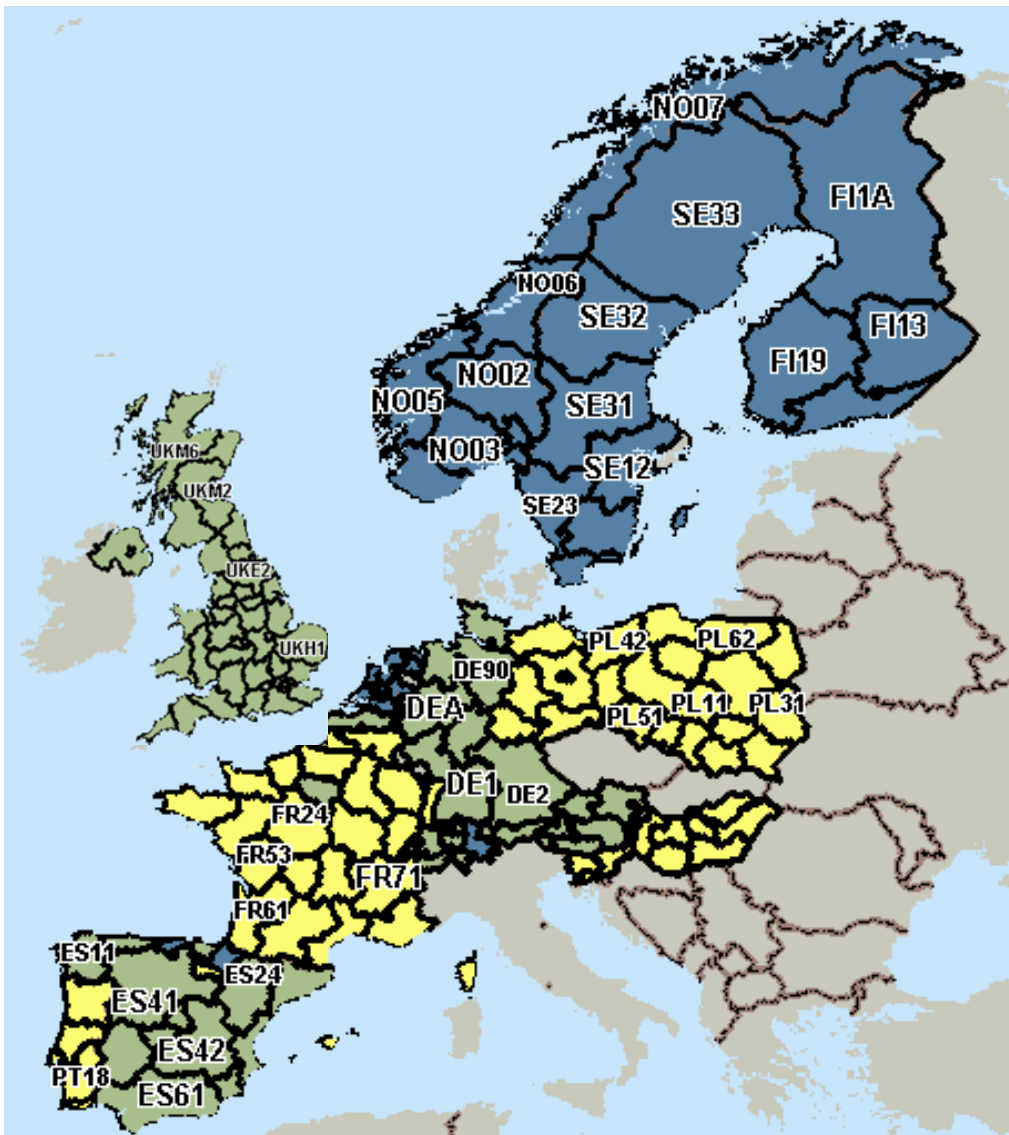 NO07
FI1A
SE33
NO06
SE32
FI13
FI19
NO02
NO05
SE31
NO03
UKM6
SE12
UKM2
SE23
UKE2
PL42
PL62
UKH1
DE90
DEA
PL11
PL31
PL51
DE1
DE2
FR24
FR53
FR71
FR61
ES11
ES24
ES41
ES42
PT18
ES61